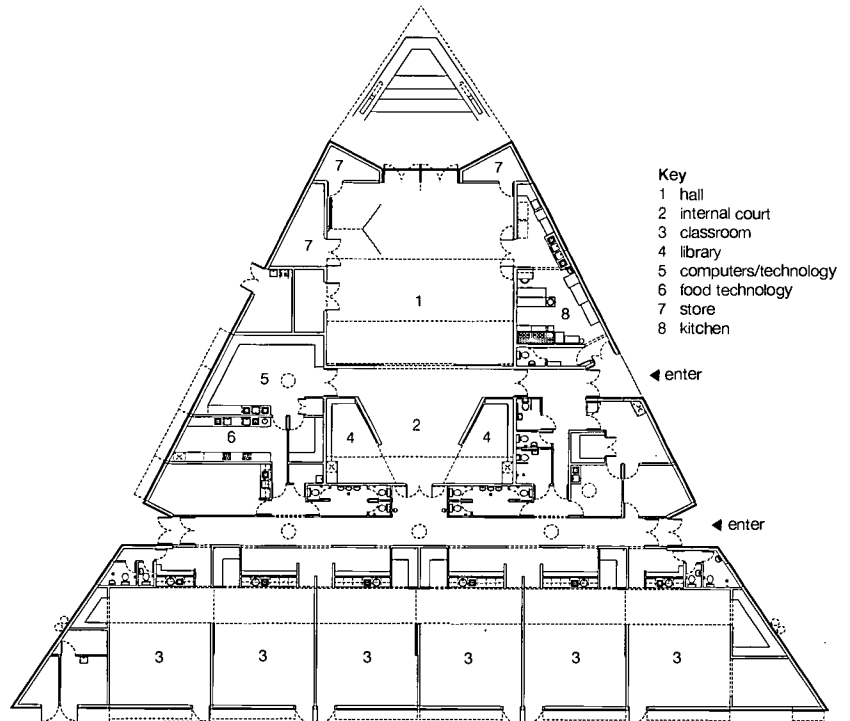 7
7
Key
1 hall
2 internal court
3 classroom
4 library
5 computers/technology
6 food technology
7 store
8 kitchen
7
1
8
5
enter
2
6
4
4
enter
3
3
3
3
3
3